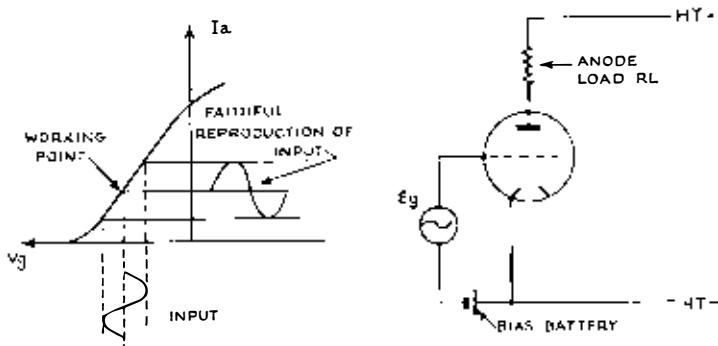 Ia
FAITHFUL
REPRODUCTION OF
INPUT
WORKING
POINT
Vg
INPUT
HT+
ANODE
LOAD RL
Eg
HT-
BIAS BATTERY